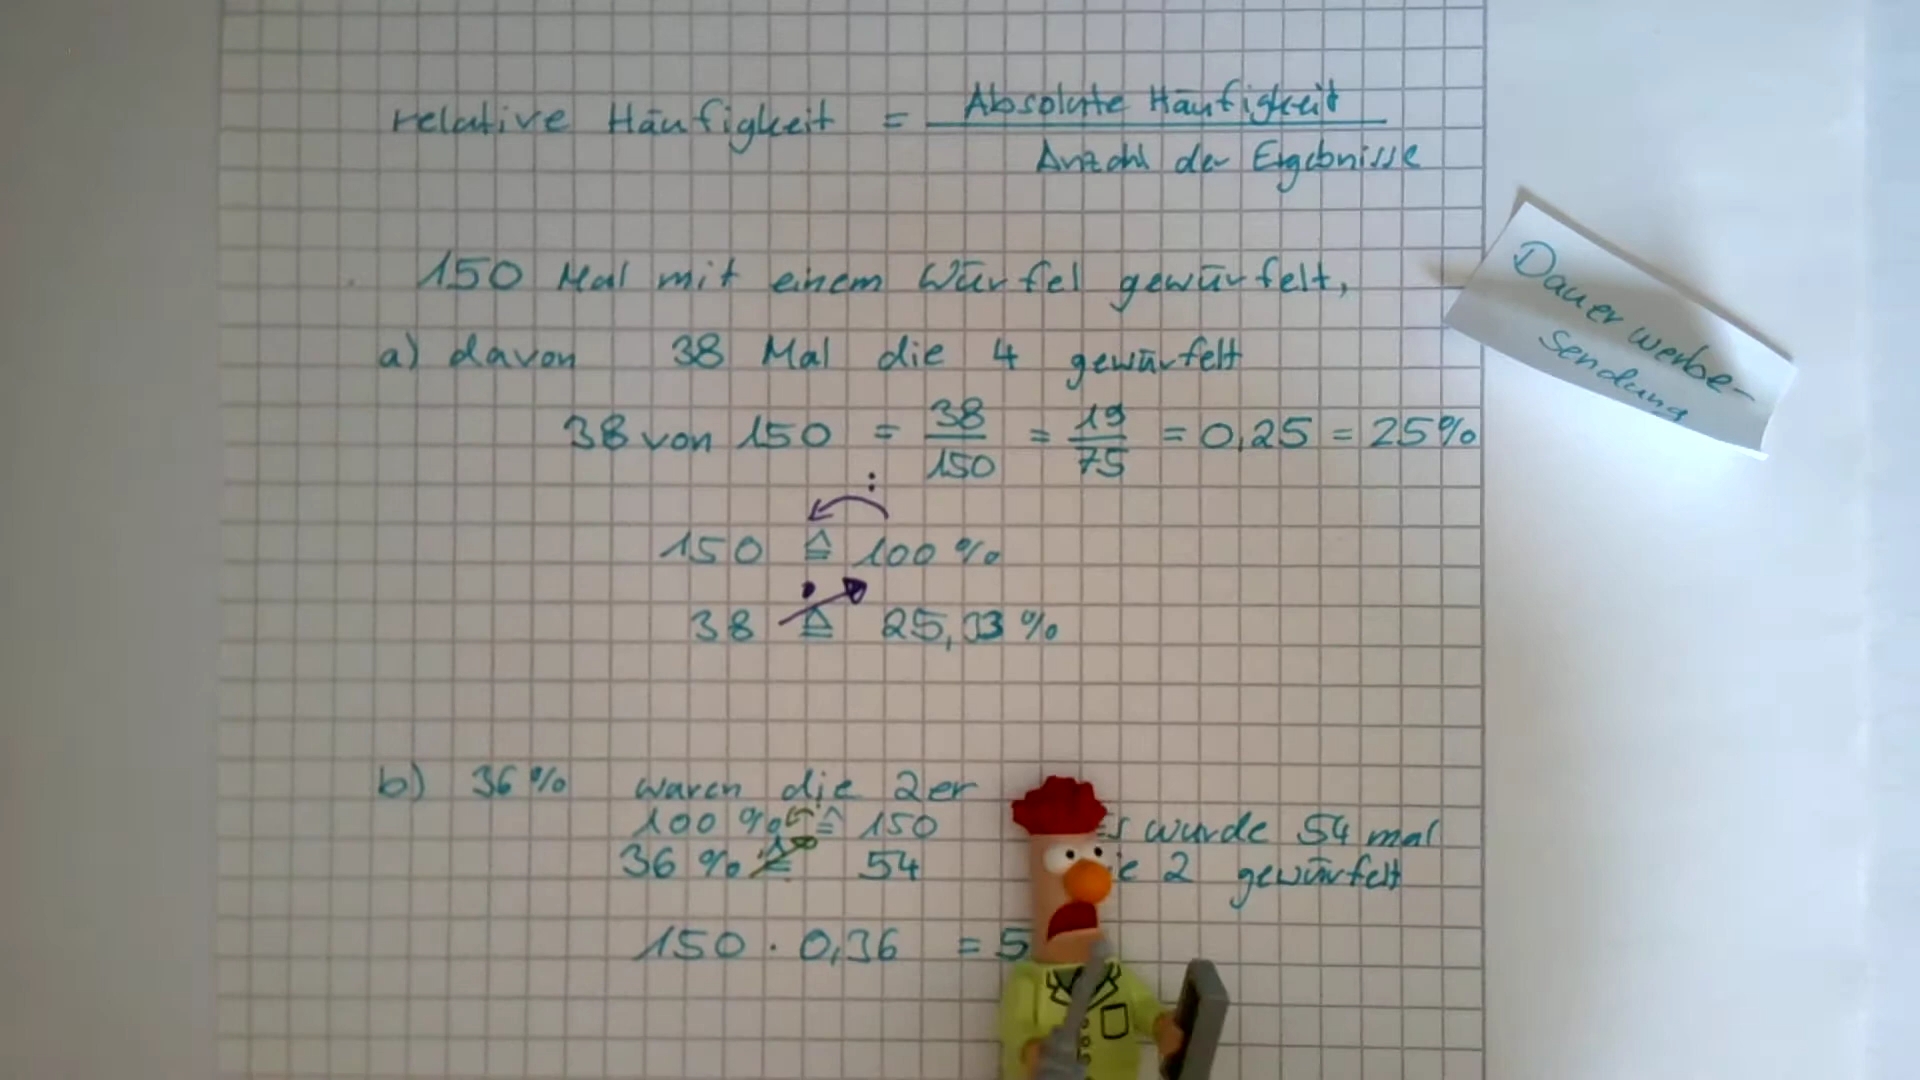 relative Häufigkeit = Absolute Häufigkeit
Anzahl der Ergebnisse
150 Mal mit einem Würfel gewürfelt,
a) davon 38 Mal die 4 gewürfelt
38 von 150 = 38/150 = 19/75 = 0,25 = 25%
:
150 ≙ 100 %
·
38 ≙ 25,33 %
b) 36% waren die 2er
100 % ≙ 150
36 % ≙ 54
Es wurde 54 mal
die 2 gewürfelt
150 · 0,36 = 5
Dauerwerbe-
Sendung